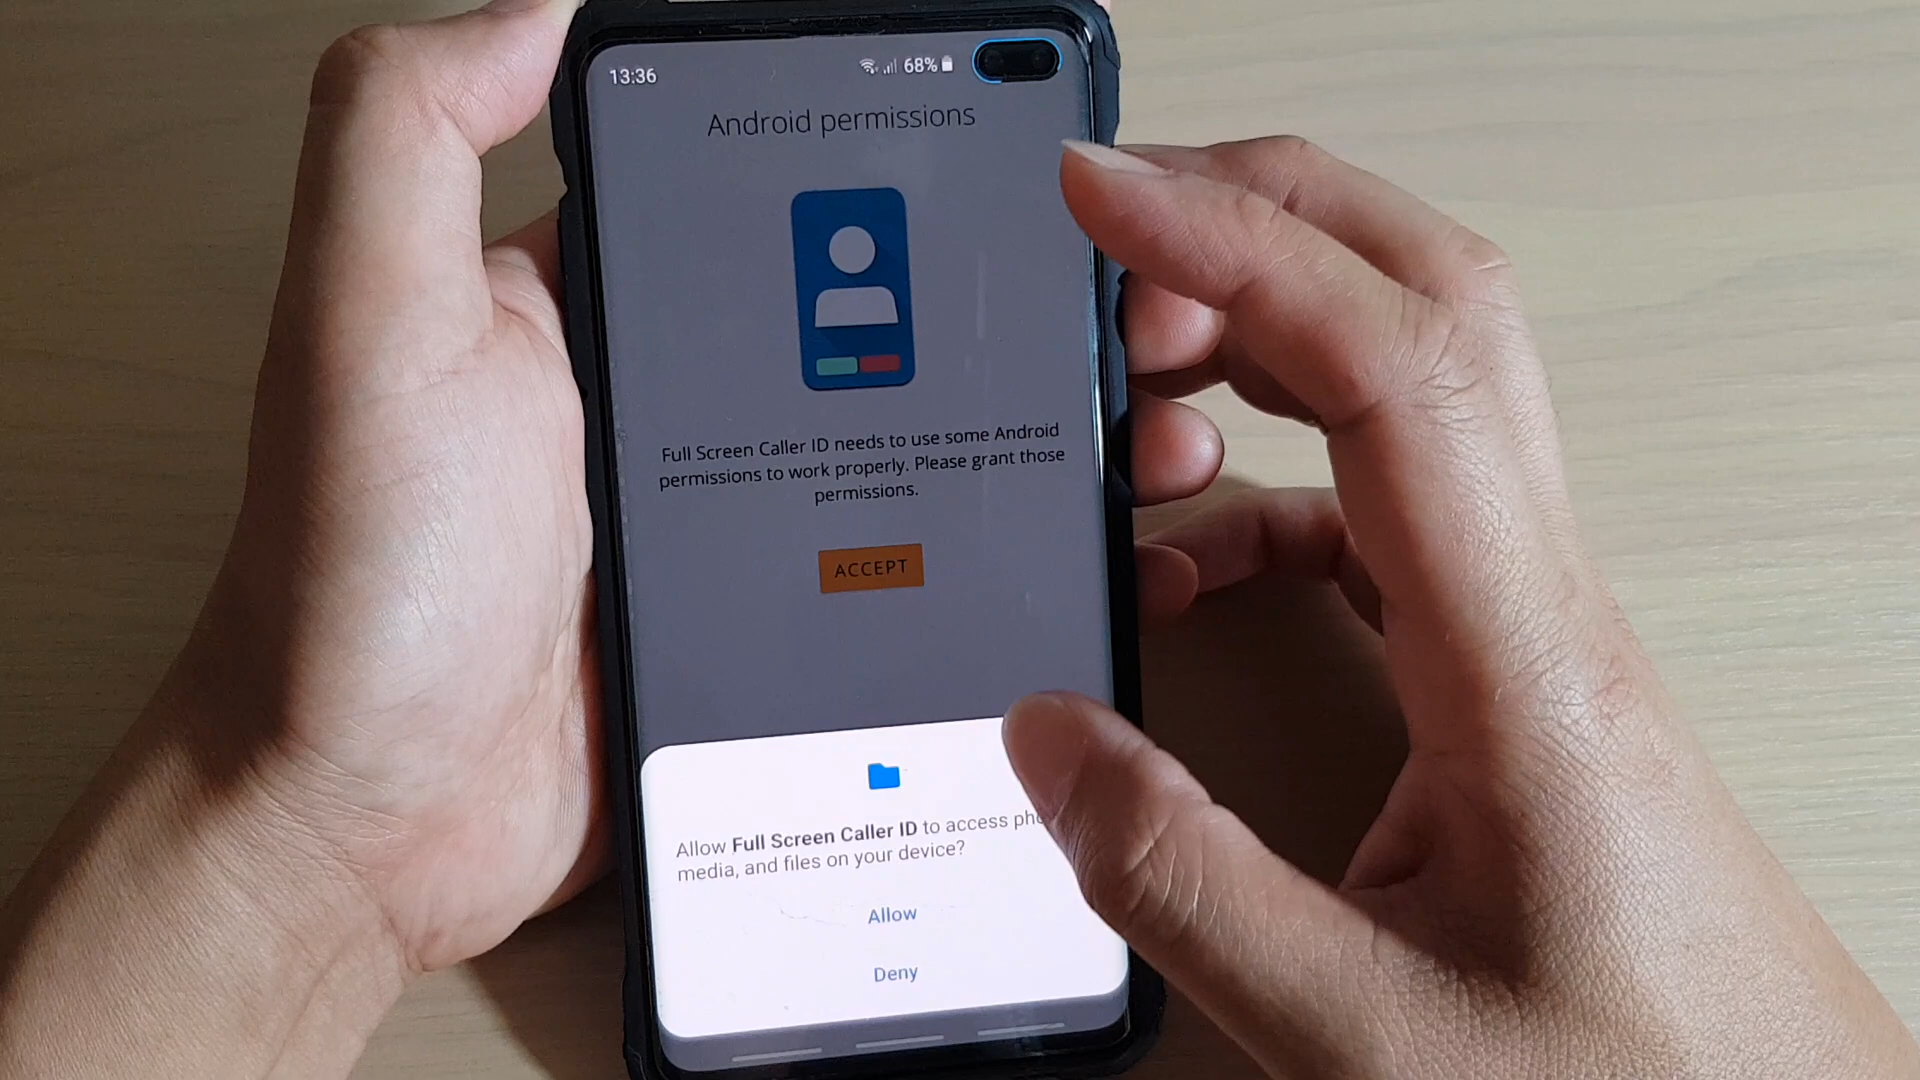 13:36
68%
Android permissions
Full Screen Caller ID needs to use some Android
permissions to work properly. Please grant those
permissions.
ACCEPT
Allow Full Screen Caller ID to access
media, and files on your device?
Allow
Deny